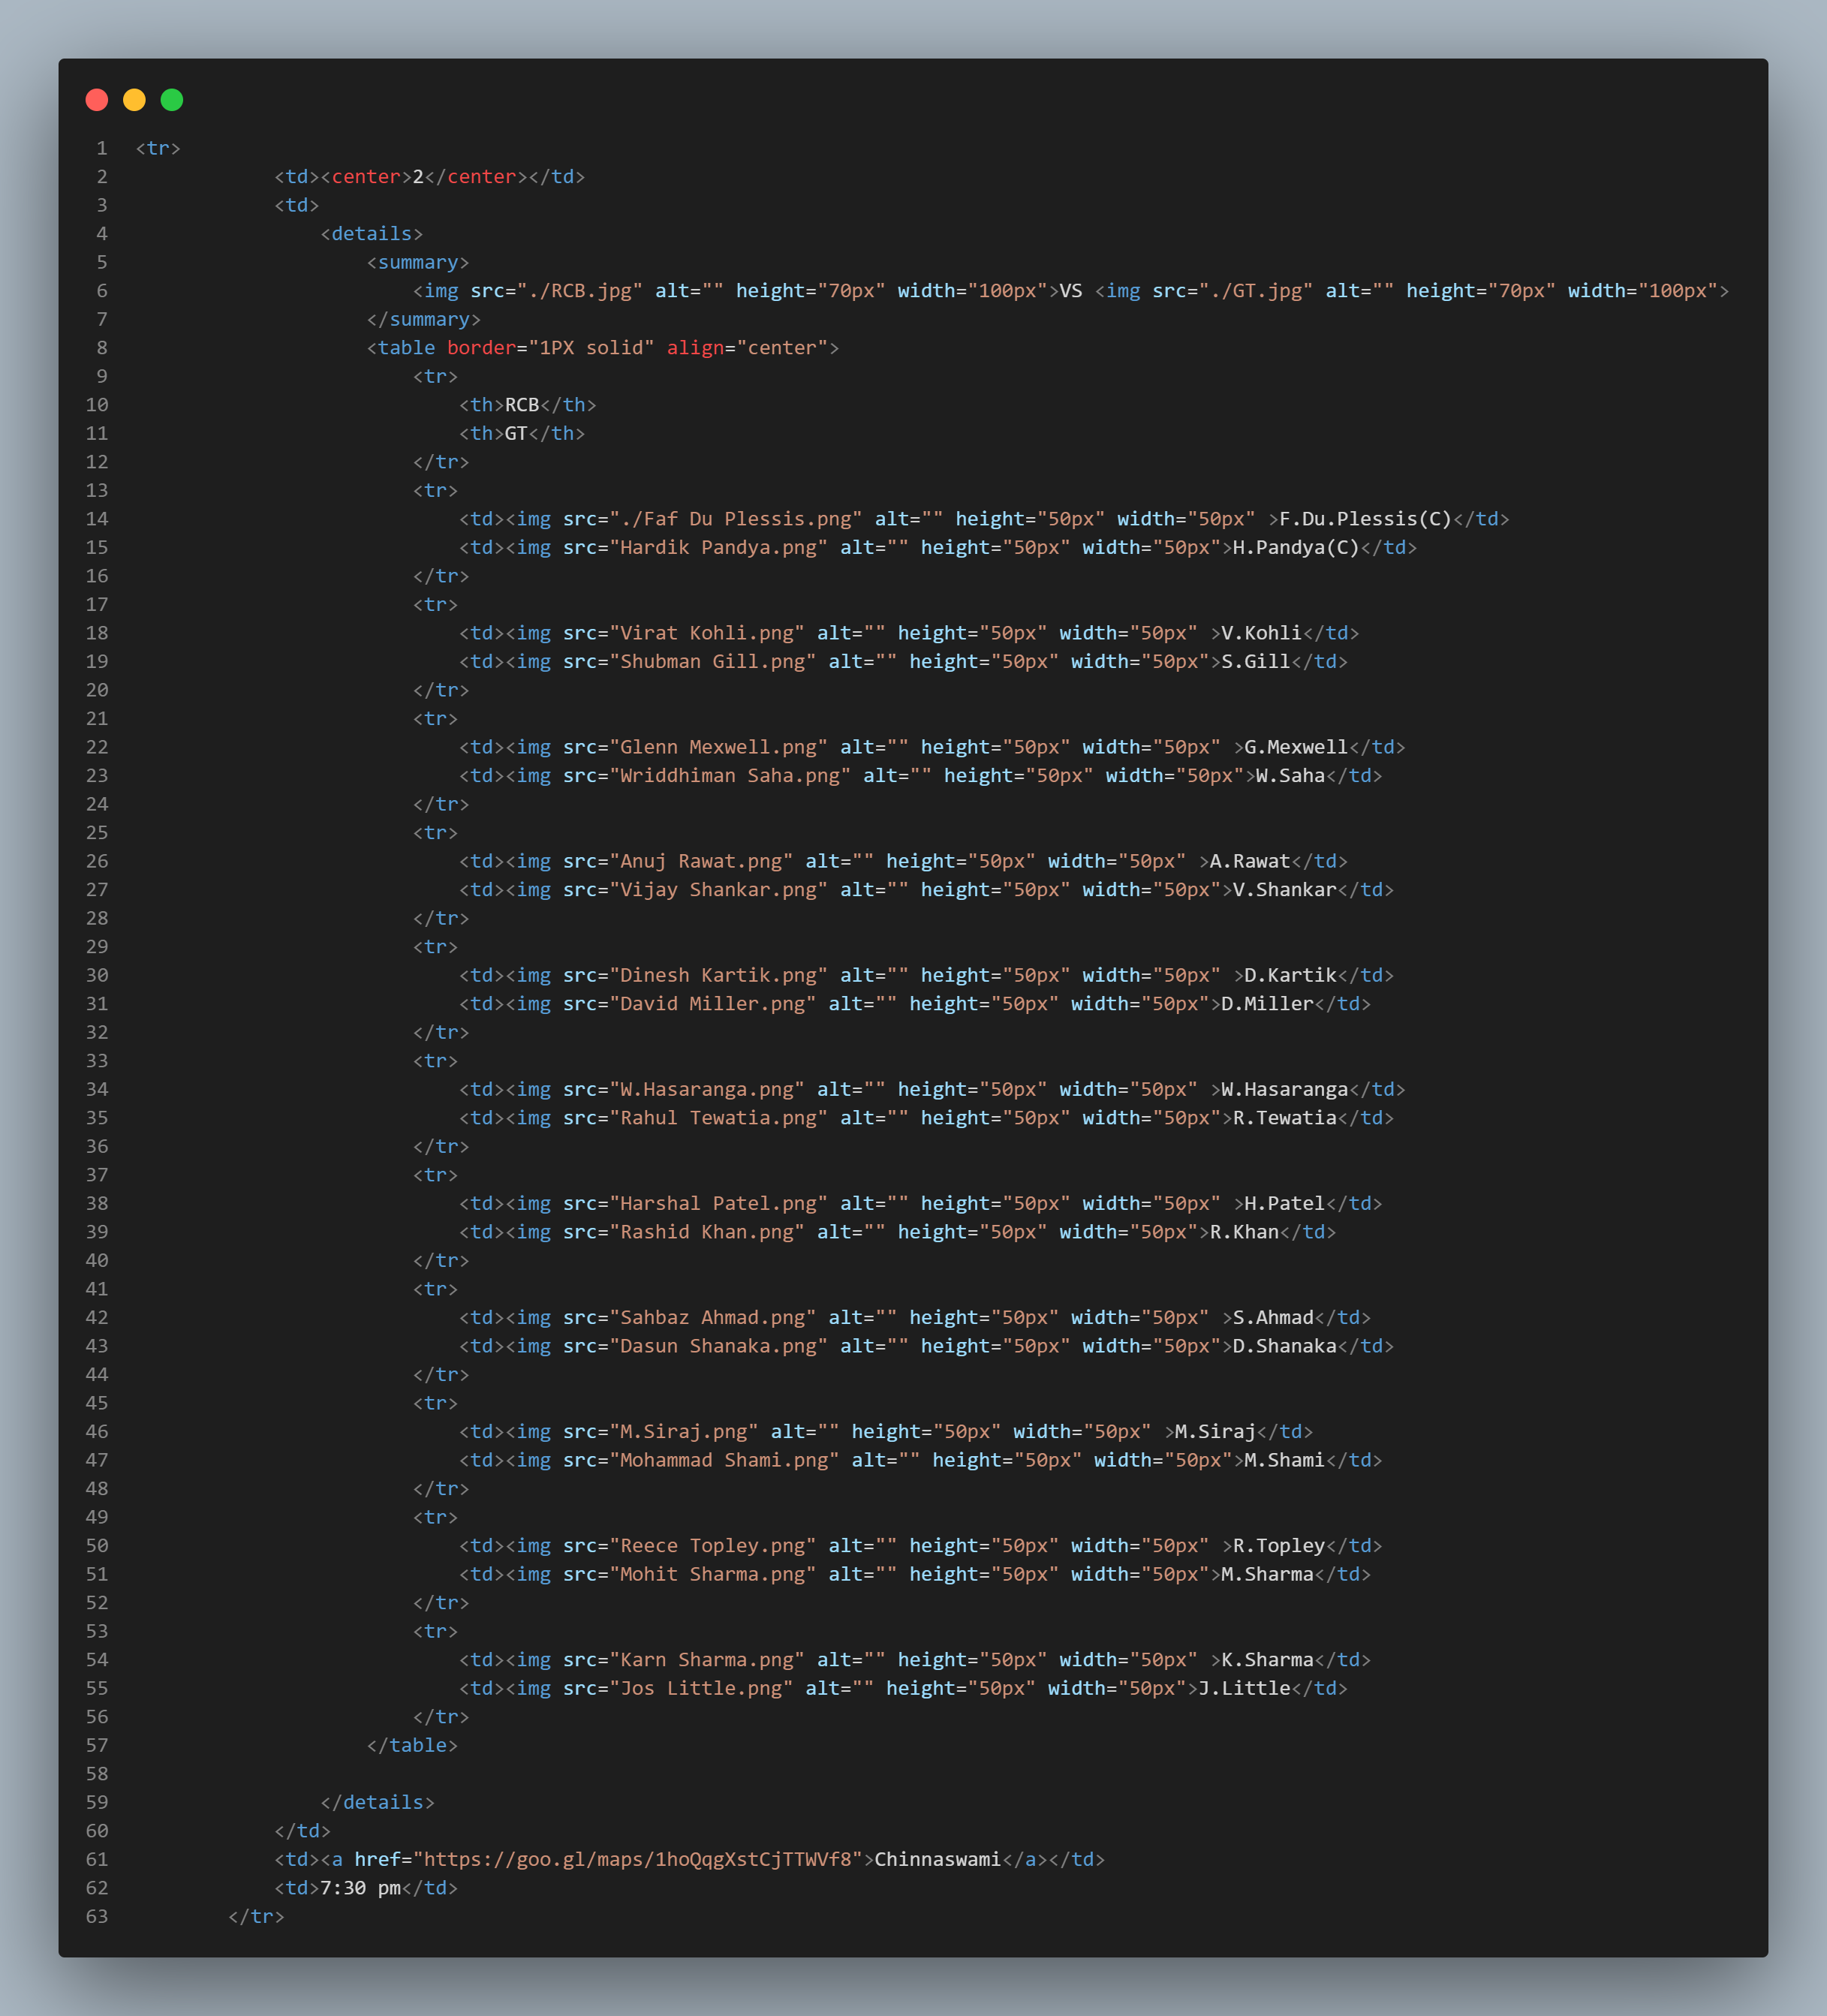 1 <tr>
2             <td><center>2</center></td>
3             <td>
4                 <details>
5                     <summary>
6                         <img src="./RCB.jpg" alt="" height="70px" width="100px">VS <img src="./GT.jpg" alt="" height="70px" width="100px">
7                     </summary>
8                     <table border="1PX solid" align="center">
9                         <tr>
10                             <th>RCB</th>
11                             <th>GT</th>
12                         </tr>
13                         <tr>
14                             <td><img src="./Faf Du Plessis.png" alt="" height="50px" width="50px" >F.Du.Plessis(C)</td>
15                             <td><img src="Hardik Pandya.png" alt="" height="50px" width="50px">H.Pandya(C)</td>
16                         </tr>
17                         <tr>
18                             <td><img src="Virat Kohli.png" alt="" height="50px" width="50px" >V.Kohli</td>
19                             <td><img src="Shubman Gill.png" alt="" height="50px" width="50px">S.Gill</td>
20                         </tr>
21                         <tr>
22                             <td><img src="Glenn Mexwell.png" alt="" height="50px" width="50px" >G.Mexwell</td>
23                             <td><img src="Wriddhiman Saha.png" alt="" height="50px" width="50px">W.Saha</td>
24                         </tr>
25                         <tr>
26                             <td><img src="Anuj Rawat.png" alt="" height="50px" width="50px" >A.Rawat</td>
27                             <td><img src="Vijay Shankar.png" alt="" height="50px" width="50px">V.Shankar</td>
28                         </tr>
29                         <tr>
30                             <td><img src="Dinesh Kartik.png" alt="" height="50px" width="50px" >D.Kartik</td>
31                             <td><img src="David Miller.png" alt="" height="50px" width="50px">D.Miller</td>
32                         </tr>
33                         <tr>
34                             <td><img src="W.Hasaranga.png" alt="" height="50px" width="50px" >W.Hasaranga</td>
35                             <td><img src="Rahul Tewatia.png" alt="" height="50px" width="50px">R.Tewatia</td>
36                         </tr>
37                         <tr>
38                             <td><img src="Harshal Patel.png" alt="" height="50px" width="50px" >H.Patel</td>
39                             <td><img src="Rashid Khan.png" alt="" height="50px" width="50px">R.Khan</td>
40                         </tr>
41                         <tr>
42                             <td><img src="Sahbaz Ahmad.png" alt="" height="50px" width="50px" >S.Ahmad</td>
43                             <td><img src="Dasun Shanaka.png" alt="" height="50px" width="50px">D.Shanaka</td>
44                         </tr>
45                         <tr>
46                             <td><img src="M.Siraj.png" alt="" height="50px" width="50px" >M.Siraj</td>
47                             <td><img src="Mohammad Shami.png" alt="" height="50px" width="50px">M.Shami</td>
48                         </tr>
49                         <tr>
50                             <td><img src="Reece Topley.png" alt="" height="50px" width="50px" >R.Topley</td>
51                             <td><img src="Mohit Sharma.png" alt="" height="50px" width="50px">M.Sharma</td>
52                         </tr>
53                         <tr>
54                             <td><img src="Karn Sharma.png" alt="" height="50px" width="50px" >K.Sharma</td>
55                             <td><img src="Jos Little.png" alt="" height="50px" width="50px">J.Little</td>
56                         </tr>
57                     </table>
58
59                 </details>
60             </td>
61             <td><a href="https://goo.gl/maps/1hoQqgXstCjTTWVf8">Chinnaswami</a></td>
62             <td>7:30 pm</td>
63         </tr>